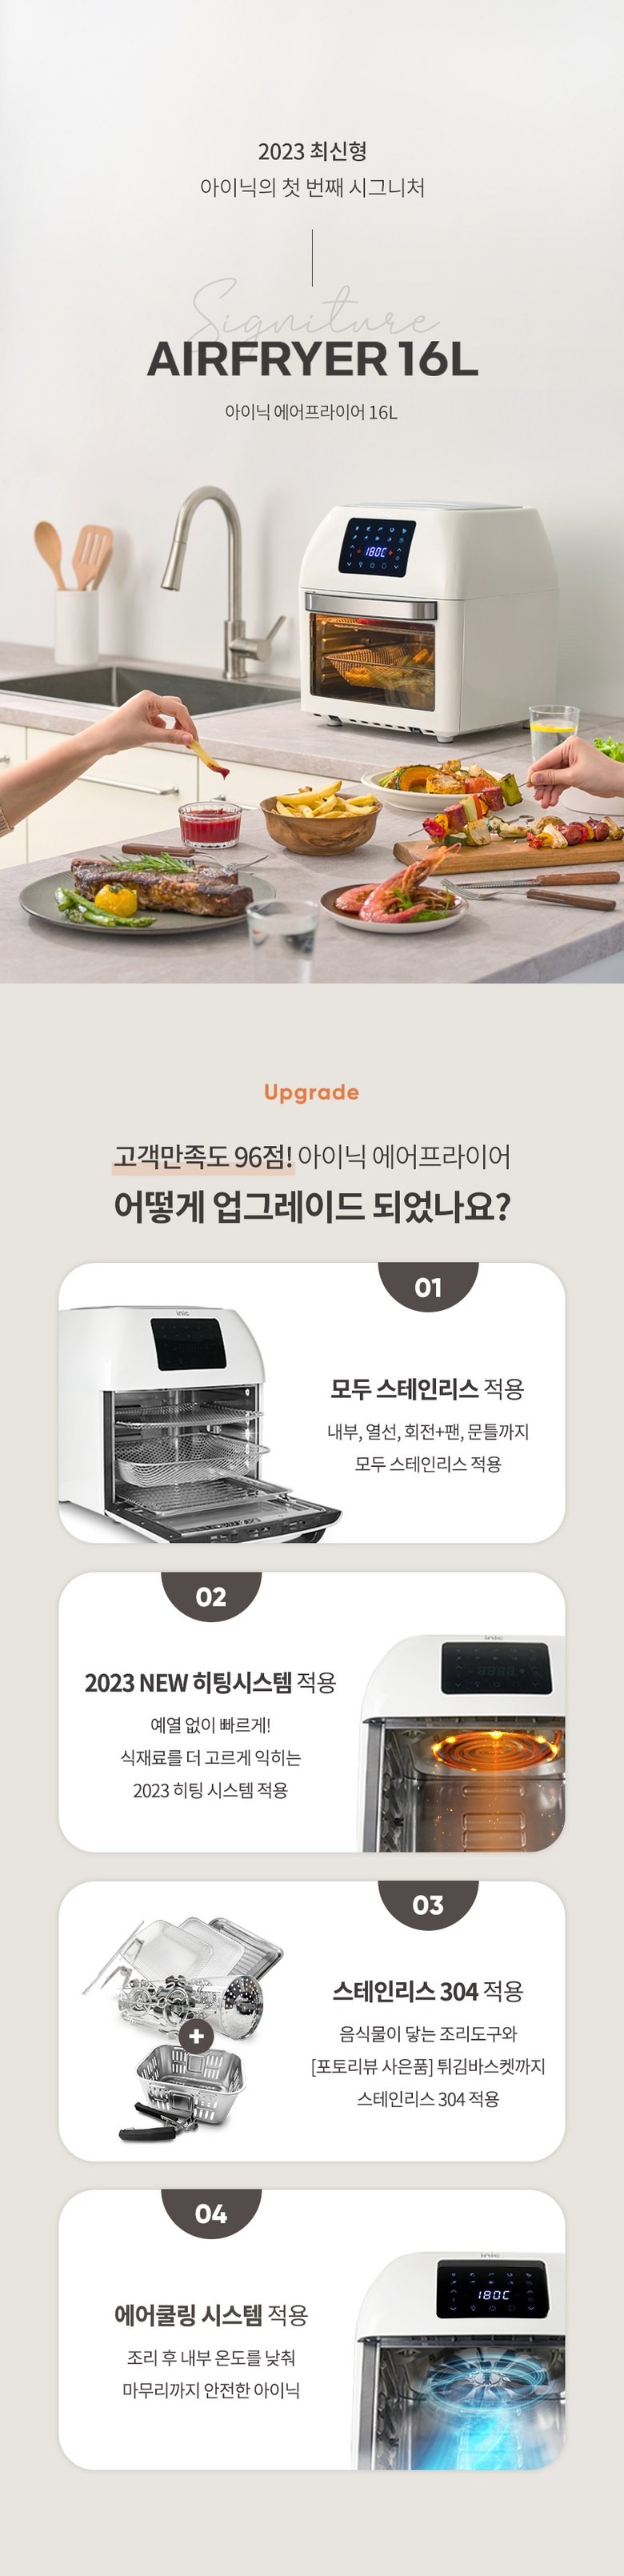 2023 최신형
아이닉의 첫 번째 시그니처
Signiture
AIRFRYER 16L
아이닉 에어프라이어 16L
180C
Upgrade
고객만족도 96점! 아이닉 에어프라이어
어떻게 업그레이드 되었나요?
01
inic
모두 스테인리스 적용
내부, 열선, 회전+팬, 문틀까지
모두 스테인리스 적용
02
inic
2023 NEW 히팅시스템 적용
예열 없이 빠르게!
식재료를 더 고르게 익히는
2023 히팅 시스템 적용
03
스테인리스 304 적용
음식물이 닿는 조리도구와
+
[포토리뷰 사은품] 튀김바스켓까지
스테인리스 304 적용
04
inic
180C
에어쿨링 시스템 적용
조리 후 내부 온도를 낮춰
마무리까지 안전한 아이닉